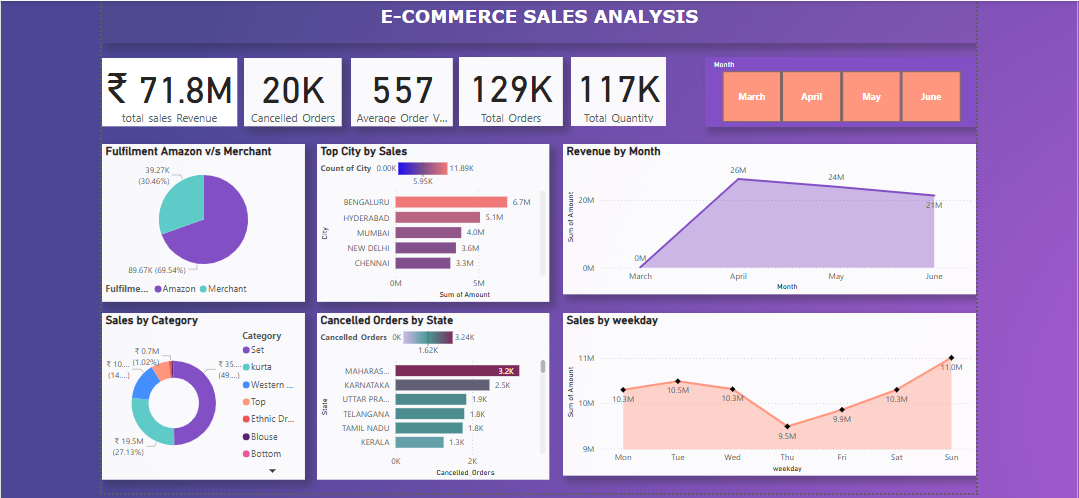 E-COMMERCE SALES ANALYSIS
₹ 71.8M
total sales Revenue
20K
Cancelled Orders
557
Average Order V...
129K
Total Orders
117K
Total Quantity
Month
March
April
May
June
Fulfilment Amazon v/s Merchant
39.27K
(30.46%)
89.67K (69.54%)
Fulfilme...
Amazon
Merchant
Top City by Sales
Count of City 0.00K 11.89K
5.95K
City
BENGALURU 6.7M
HYDERABAD 5.1M
MUMBAI 4.0M
NEW DELHI 3.6M
CHENNAI 3.3M
0M 5M
Sum of Amount
Revenue by Month
Sum of Amount
20M
0M
0M
26M
24M
21M
March April May June
Month
Sales by Category
₹ 0.7M
(1.02%)
₹ 10...
(14....)
₹ 35...
(49....)
₹ 19.5M
(27.13%)
Category
Set
kurta
Western ...
Top
Ethnic Dr...
Blouse
Bottom
Cancelled Orders by State
Cancelled Orders 0K 3.24K
1.62K
State
MAHARAS... 3.2K
KARNATAKA 2.5K
UTTAR PRA... 1.9K
TELANGANA 1.8K
TAMIL NADU 1.8K
KERALA 1.3K
0K 2K
Cancelled Orders
Sales by weekday
Sum of Amount
11M
10M
9M
10.3M
10.5M
10.3M
9.5M
9.9M
10.3M
11.0M
Mon Tue Wed Thu Fri Sat Sun
weekday